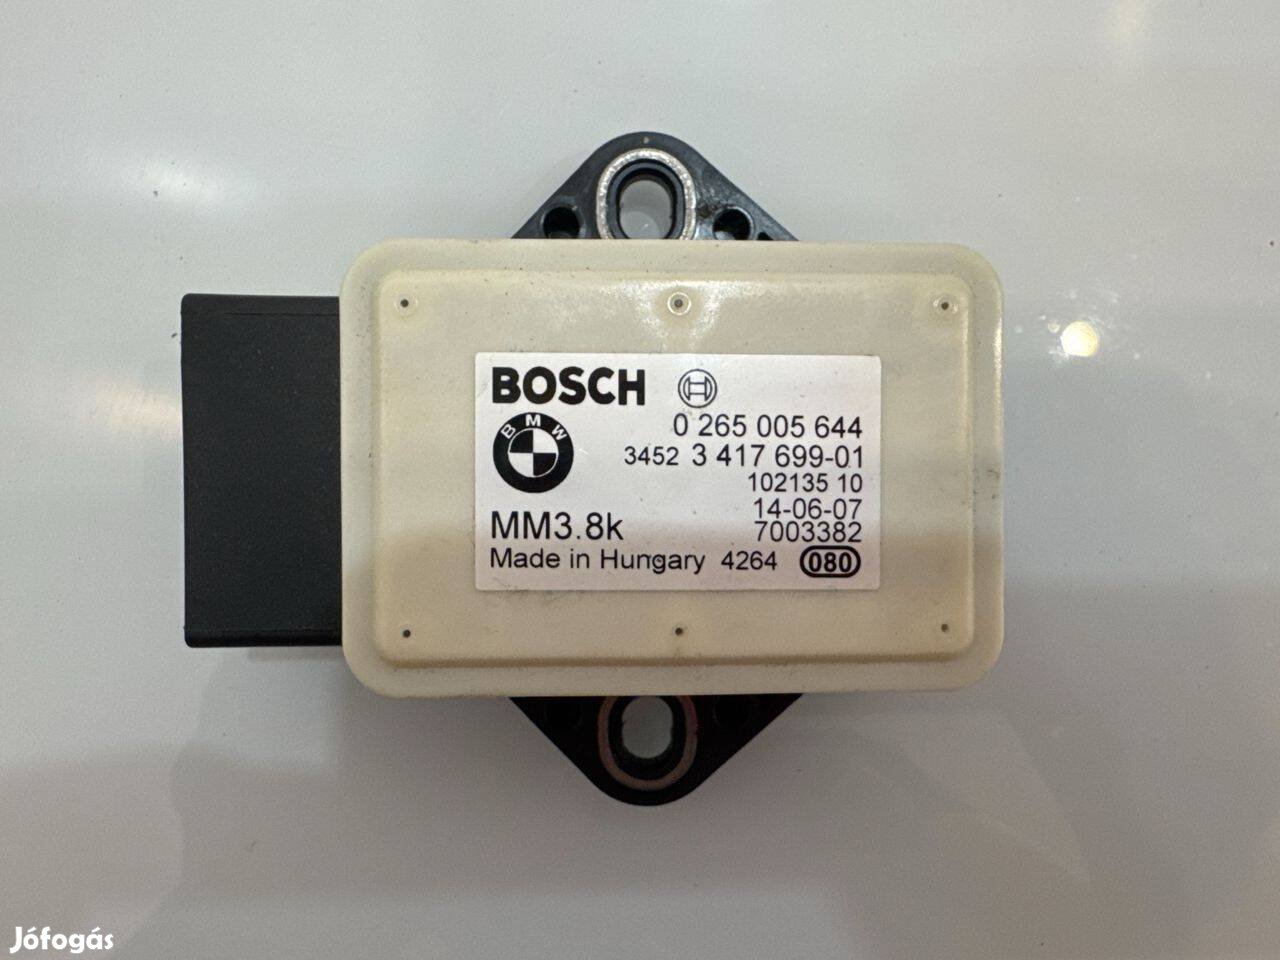 BOSCH
BMW
0 265 005 644
3452 3 417 699-01
102135 10
14-06-07
MM3.8k
7003382
Made in Hungary 4264 080
Jófogás